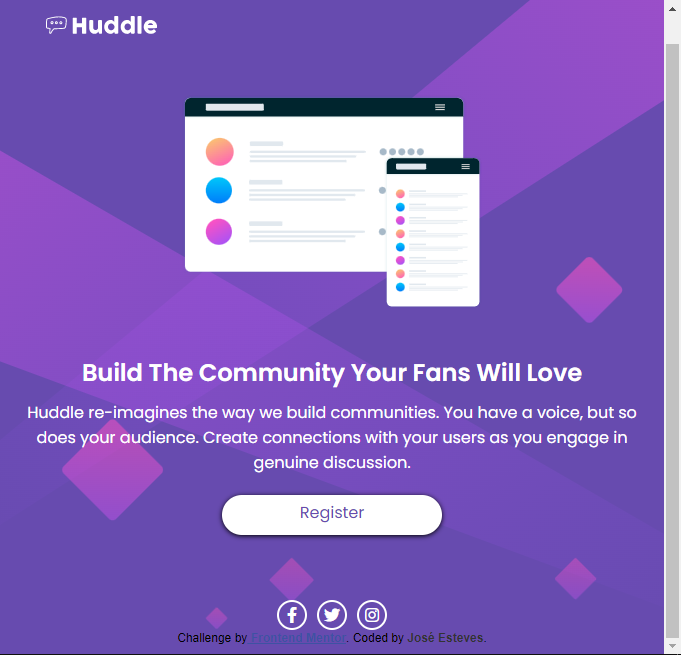 Huddle
Build The Community Your Fans Will Love
Huddle re-imagines the way we build communities. You have a voice, but so
does your audience. Create connections with your users as you engage in
genuine discussion.
Register
Challenge by Frontend Mentor. Coded by José Esteves.